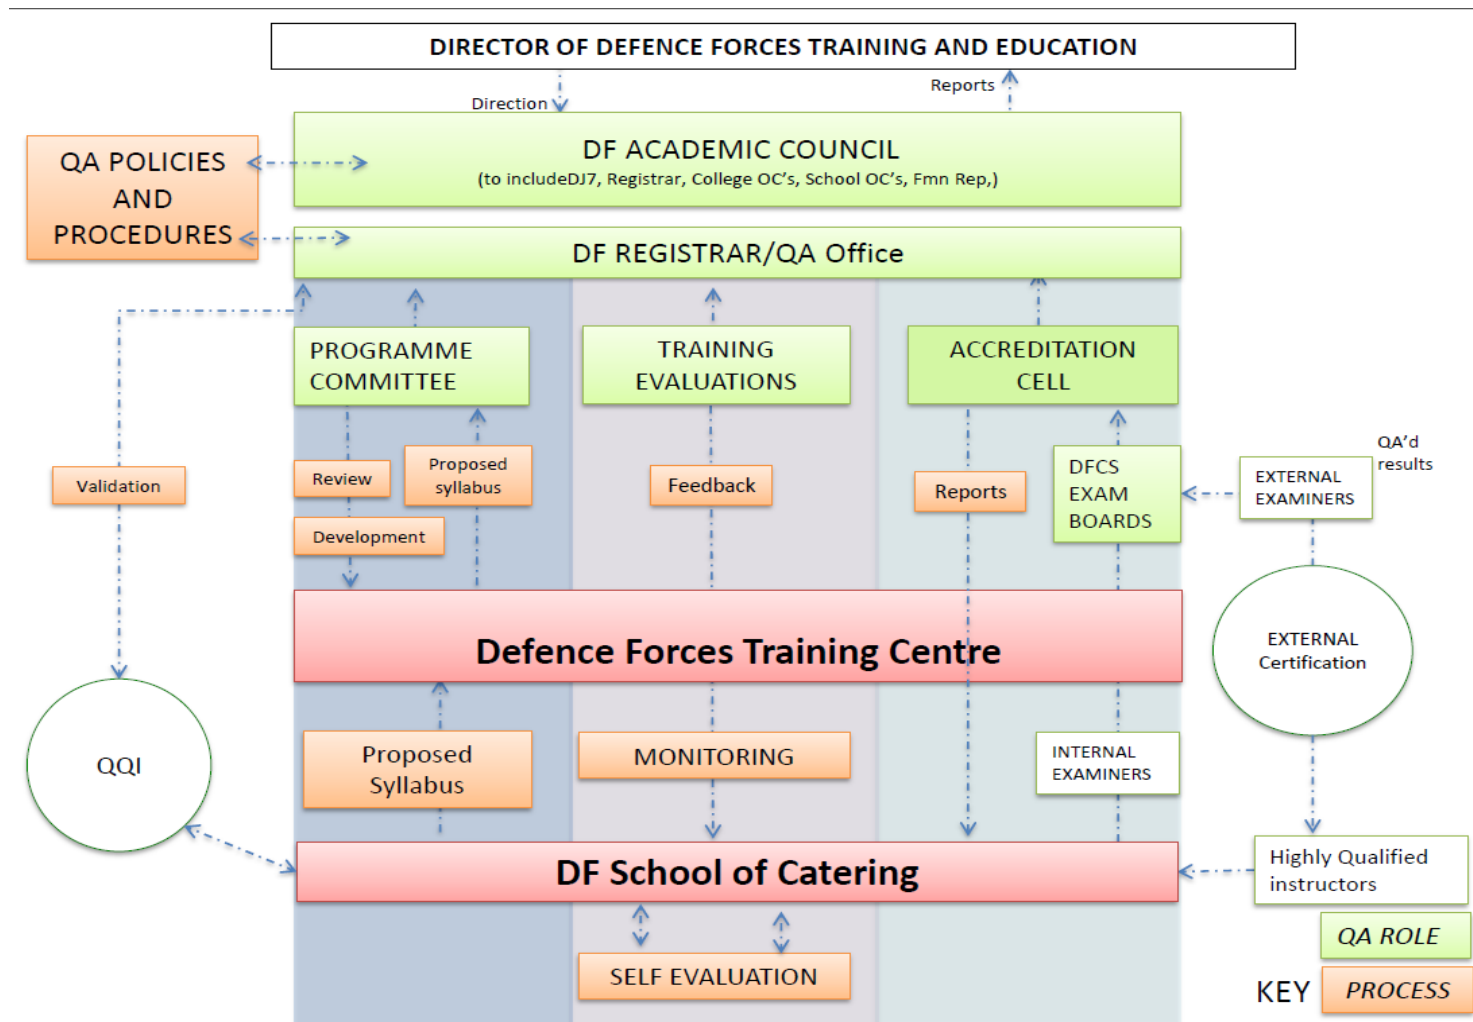 DIRECTOR OF DEFENCE FORCES TRAINING AND EDUCATION
Direction
Reports
QA POLICIES
AND
PROCEDURES
DF ACADEMIC COUNCIL
(to includeDJ7, Registrar, College OC's, School OC's, Fmn Rep,)
DF REGISTRAR/QA Office
PROGRAMME
COMMITTEE
TRAINING
EVALUATIONS
ACCREDITATION
CELL
Validation
Review
Proposed
syllabus
Development
Feedback
Reports
DFCS
EXAM
BOARDS
EXTERNAL
EXAMINERS
QA'd
results
Defence Forces Training Centre
EXTERNAL
Certification
QQI
Proposed
Syllabus
MONITORING
INTERNAL
EXAMINERS
DF School of Catering
Highly Qualified
instructors
SELF EVALUATION
QA ROLE
KEY
PROCESS